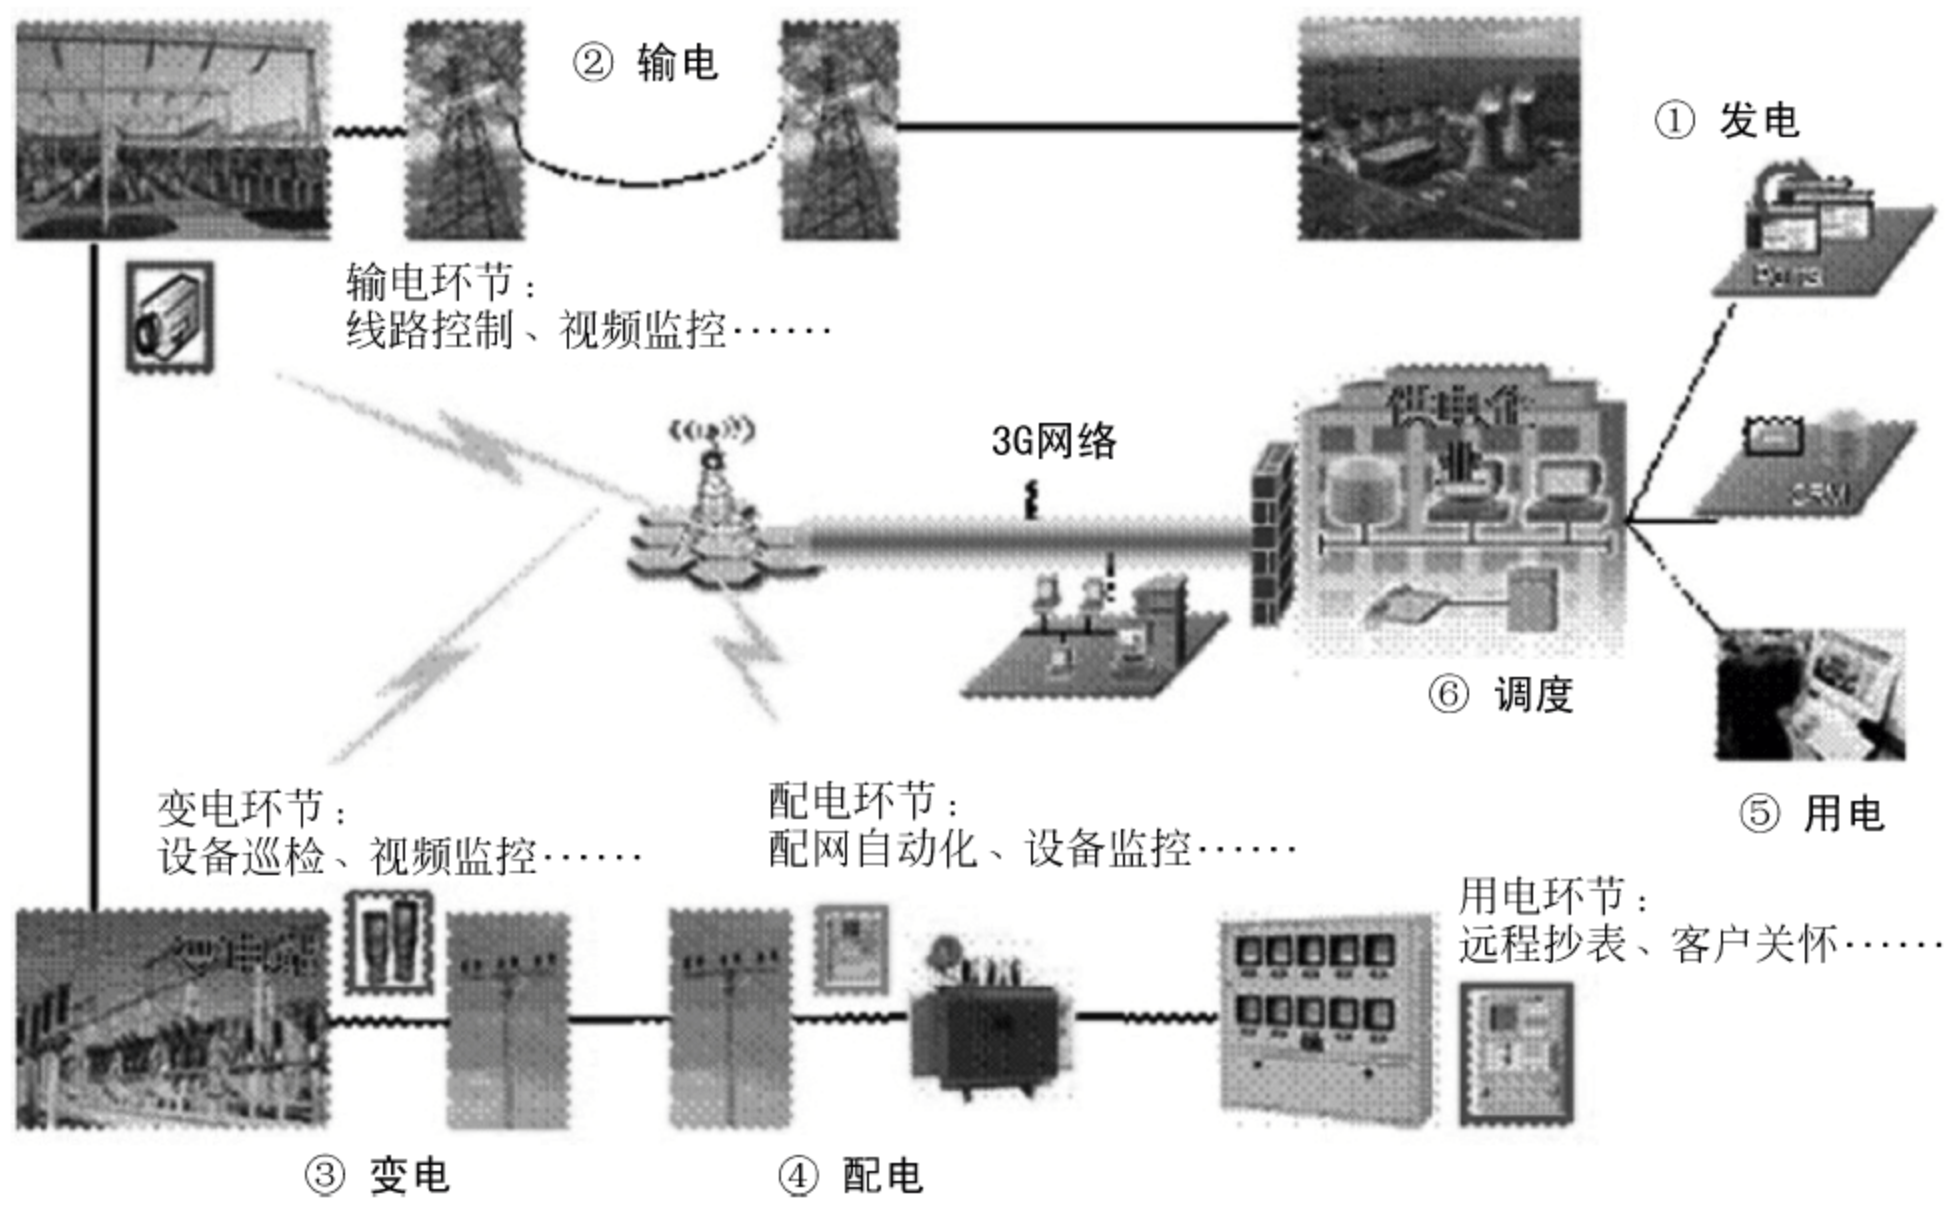 ② 输电
① 发电
输电环节：
线路控制、视频监控……
3G网络
CRM
⑥ 调度
⑤ 用电
变电环节：
设备巡检、视频监控……
配电环节：
配网自动化、设备监控……
用电环节：
远程抄表、客户关怀……
③ 变电
④ 配电